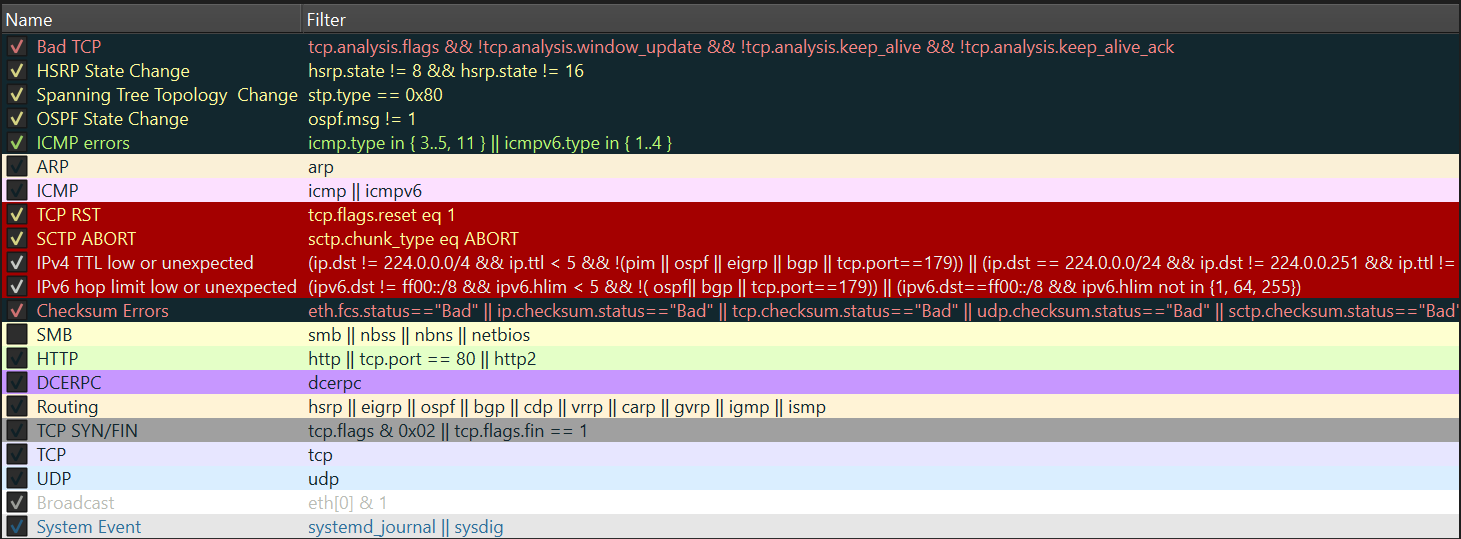 Name Filter
Bad TCP tcp.analysis.flags && !tcp.analysis.window_update && !tcp.analysis.keep_alive && !tcp.analysis.keep_alive_ack
HSRP State Change hsrp.state != 8 && hsrp.state != 16
Spanning Tree Topology  Change stp.type == 0x80
OSPF State Change ospf.msg != 1
ICMP errors icmp.type in { 3..5, 11 } || icmpv6.type in { 1..4 }
ARP arp
ICMP icmp || icmpv6
TCP RST tcp.flags.reset eq 1
SCTP ABORT sctp.chunk_type eq ABORT
IPv4 TTL low or unexpected (ip.dst != 224.0.0.0/4 && ip.ttl < 5 && !(pim || ospf || eigrp || bgp || tcp.port==179)) || (ip.dst == 224.0.0.0/24 && ip.dst != 224.0.0.251 && ip.ttl !=
IPv6 hop limit low or unexpected (ipv6.dst != ff00::/8 && ipv6.hlim < 5 && !( ospf|| bgp || tcp.port==179)) || (ipv6.dst==ff00::/8 && ipv6.hlim not in {1, 64, 255})
Checksum Errors eth.fcs.status=="Bad" || ip.checksum.status=="Bad" || tcp.checksum.status=="Bad" || udp.checksum.status=="Bad" || sctp.checksum.status=="Bad"
SMB smb || nbss || nbns || netbios
HTTP http || tcp.port == 80 || http2
DCERPC dcerpc
Routing hsrp || eigrp || ospf || bgp || cdp || vrrp || carp || gvrp || igmp || ismp
TCP SYN/FIN tcp.flags & 0x02 || tcp.flags.fin == 1
TCP tcp
UDP udp
Broadcast eth[0] & 1
System Event systemd_journal || sysdig